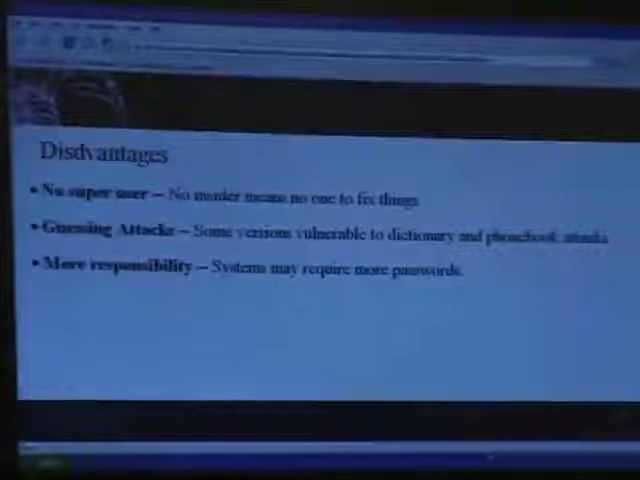 Disdvantages
• No super user – No master means no one to fix things
• Guessing Attacks – Some versions vulnerable to dictionary and phonebook attacks
• More responsibility – Systems may require more passwords.